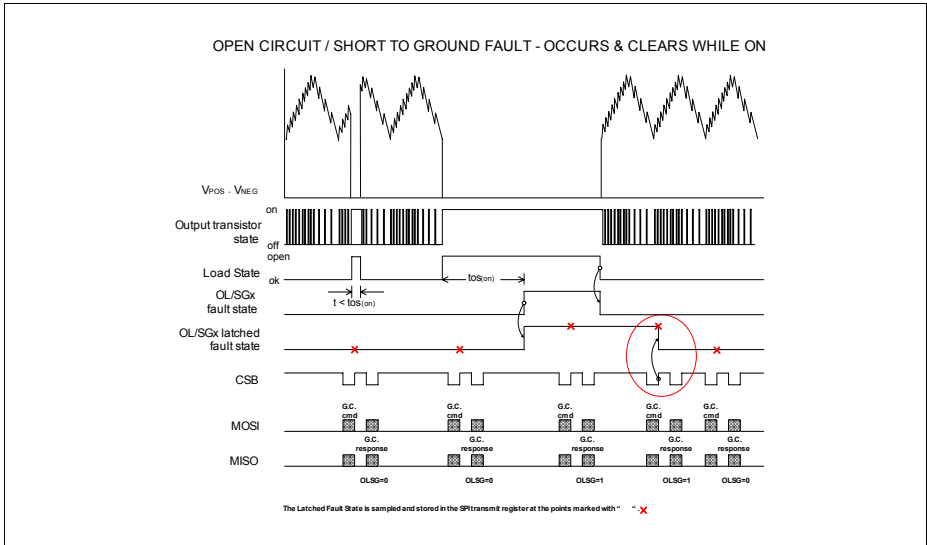 OPEN CIRCUIT / SHORT TO GROUND FAULT - OCCURS & CLEARS WHILE ON
VPOS - VNEG
on
Output transistor
state
off
open
Load State
ok
tos(on)
t < tos(on)
OL/SGx
fault state
OL/SGx latched
fault state
CSB
G.C. G.C. G.C. G.C. G.C.
cmd cmd cmd cmd cmd
MOSI
G.C. G.C. G.C. G.C. G.C.
response response response response response
MISO
OLSG=0 OLSG=0 OLSG=1 OLSG=1 OLSG=0
The Latched Fault State is sampled and stored in the SPI transmit register at the points marked with " ".